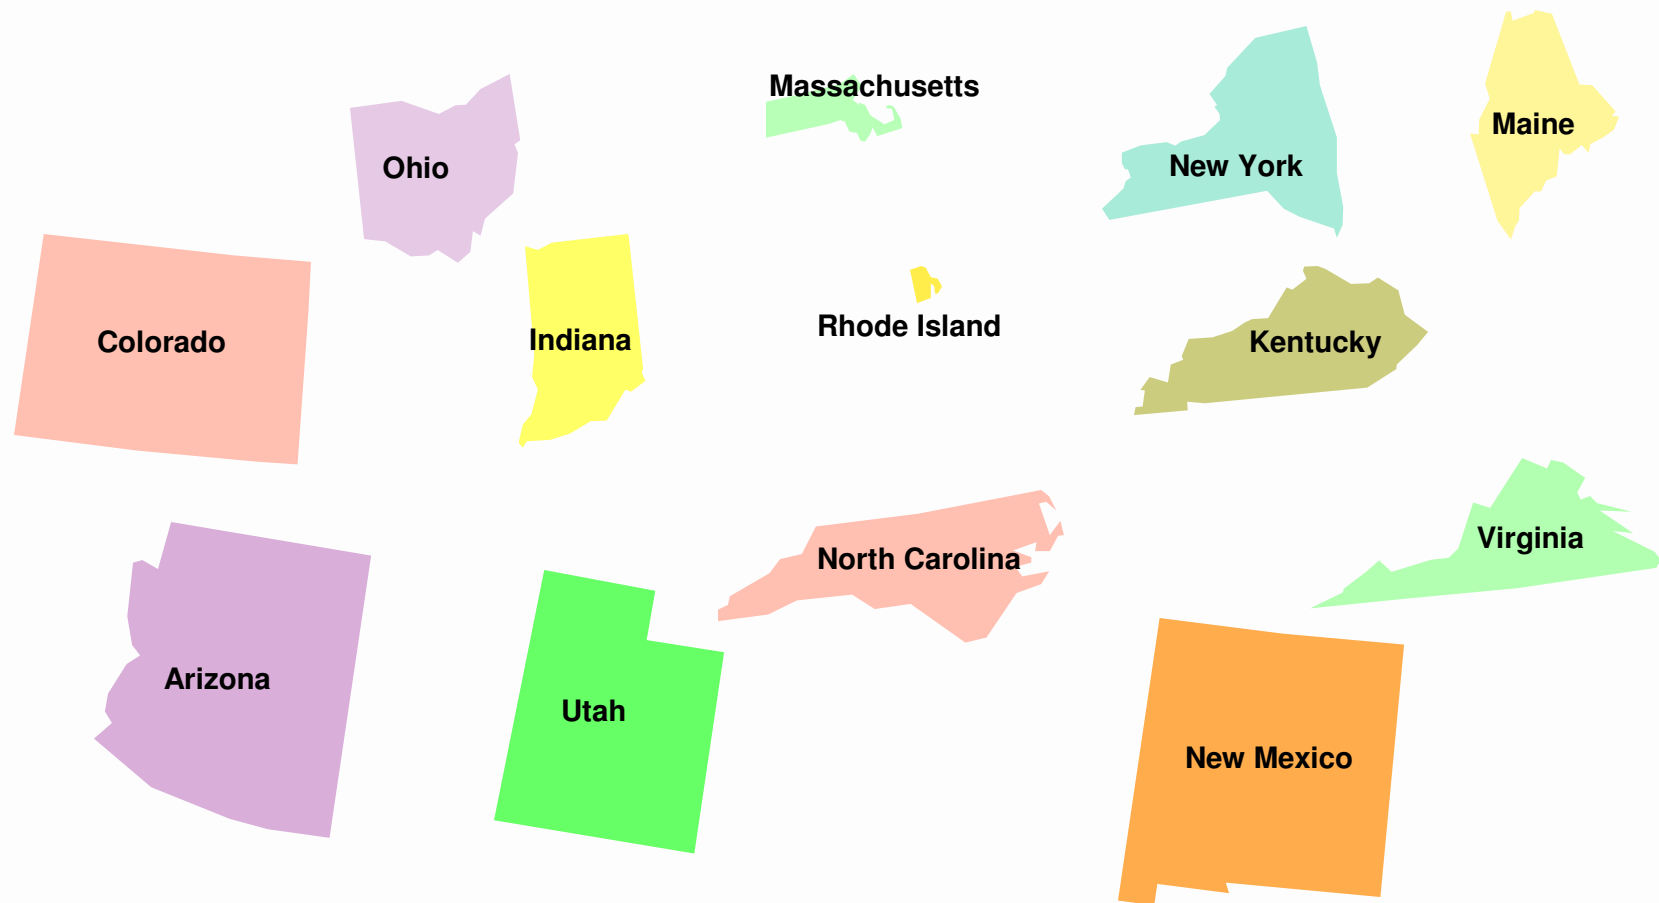 Massachusetts
Maine
Ohio
New York
Rhode Island
Colorado
Indiana
Kentucky
Virginia
North Carolina
Arizona
Utah
New Mexico